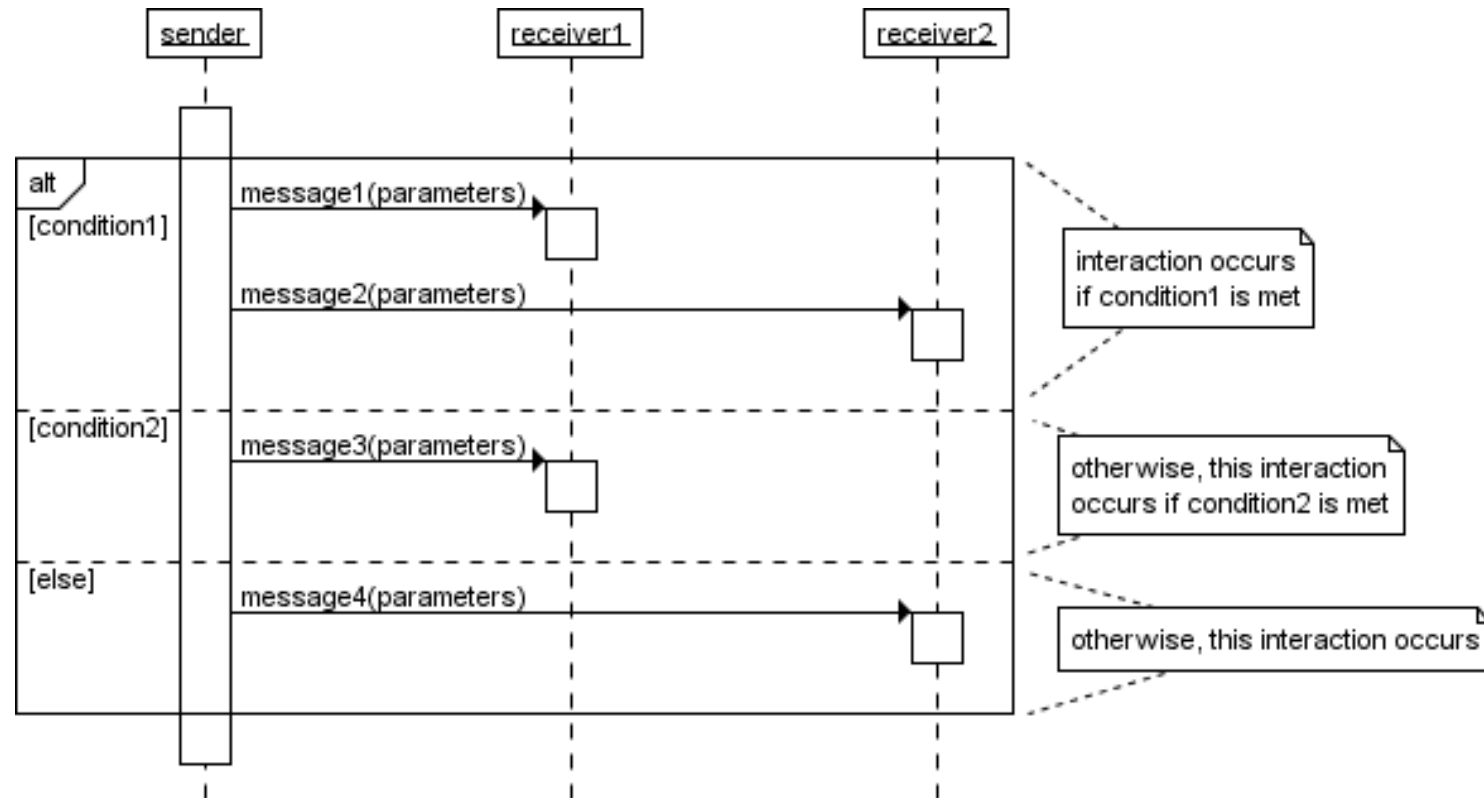 sender
receiver1
receiver2
alt
message1(parameters)
[condition1]
interaction occurs
if condition1 is met
message2(parameters)
[condition2]
message3(parameters)
otherwise, this interaction
occurs if condition2 is met
[else]
message4(parameters)
otherwise, this interaction occurs